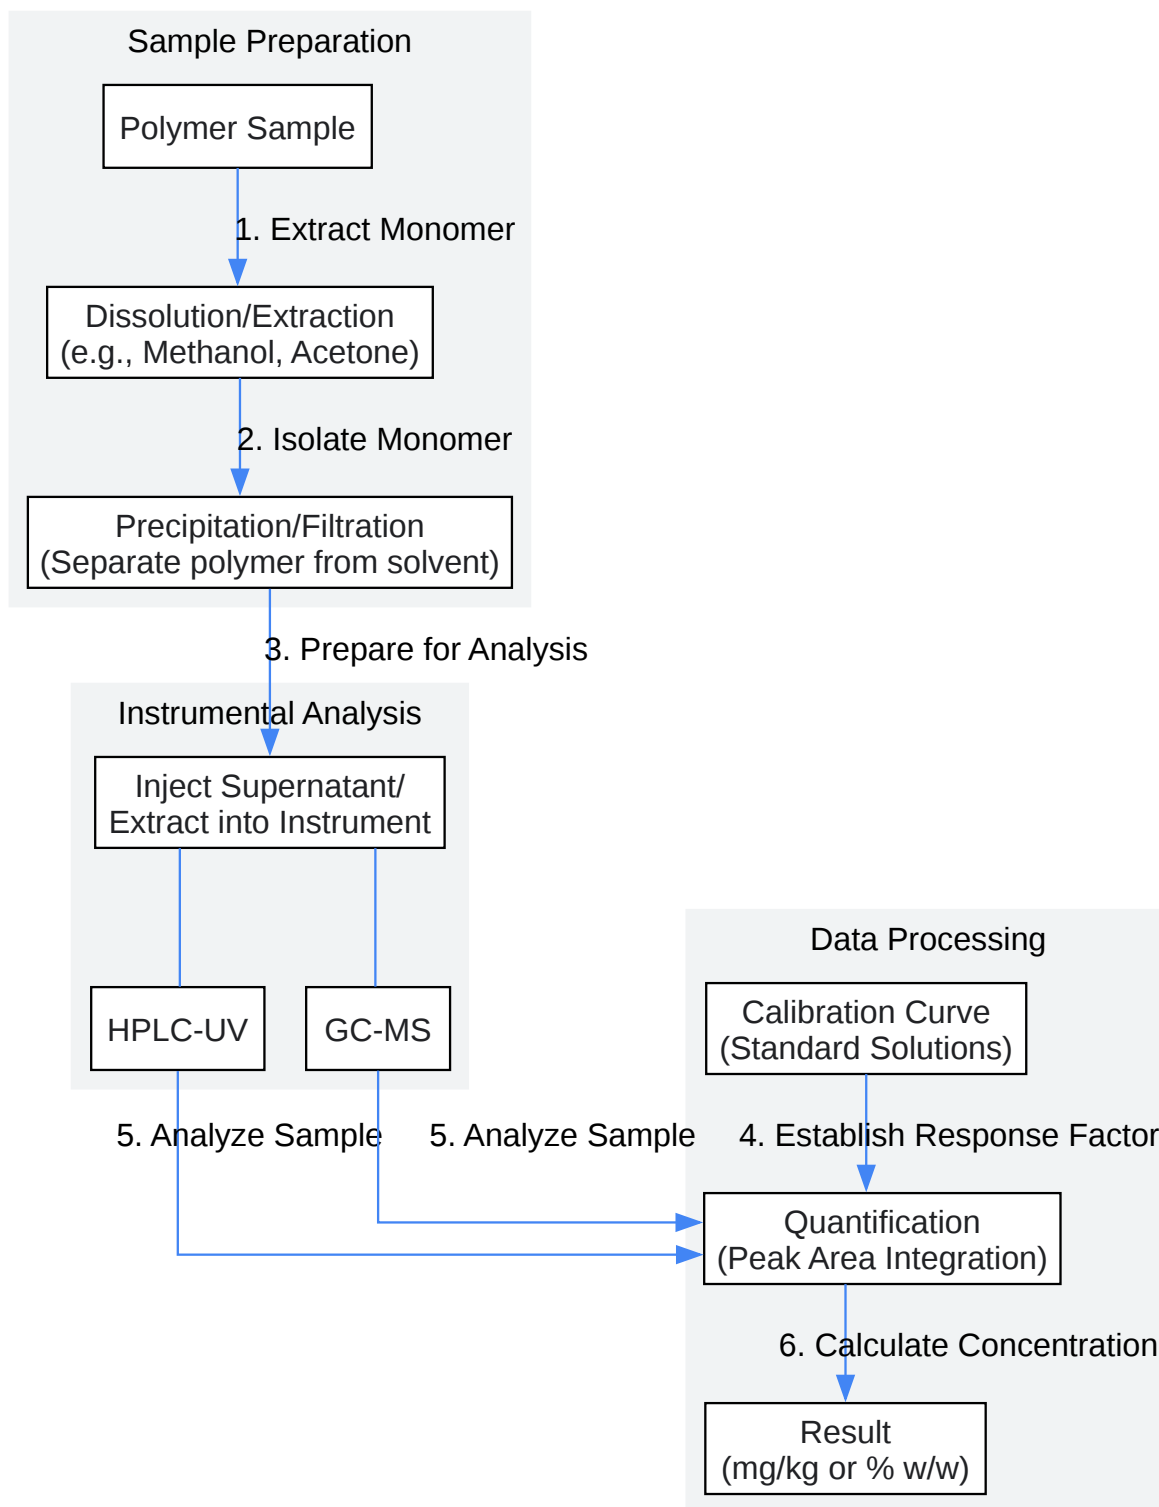 Sample Preparation
Polymer Sample
1. Extract Monomer
Dissolution/Extraction
(e.g., Methanol, Acetone)
2. Isolate Monomer
Precipitation/Filtration
(Separate polymer from solvent)
3. Prepare for Analysis
Instrumental Analysis
Inject Supernatant/
Extract into Instrument
HPLC-UV
GC-MS
5. Analyze Sample
5. Analyze Sample
Data Processing
Calibration Curve
(Standard Solutions)
4. Establish Response Factor
Quantification
(Peak Area Integration)
6. Calculate Concentration
Result
(mg/kg or % w/w)